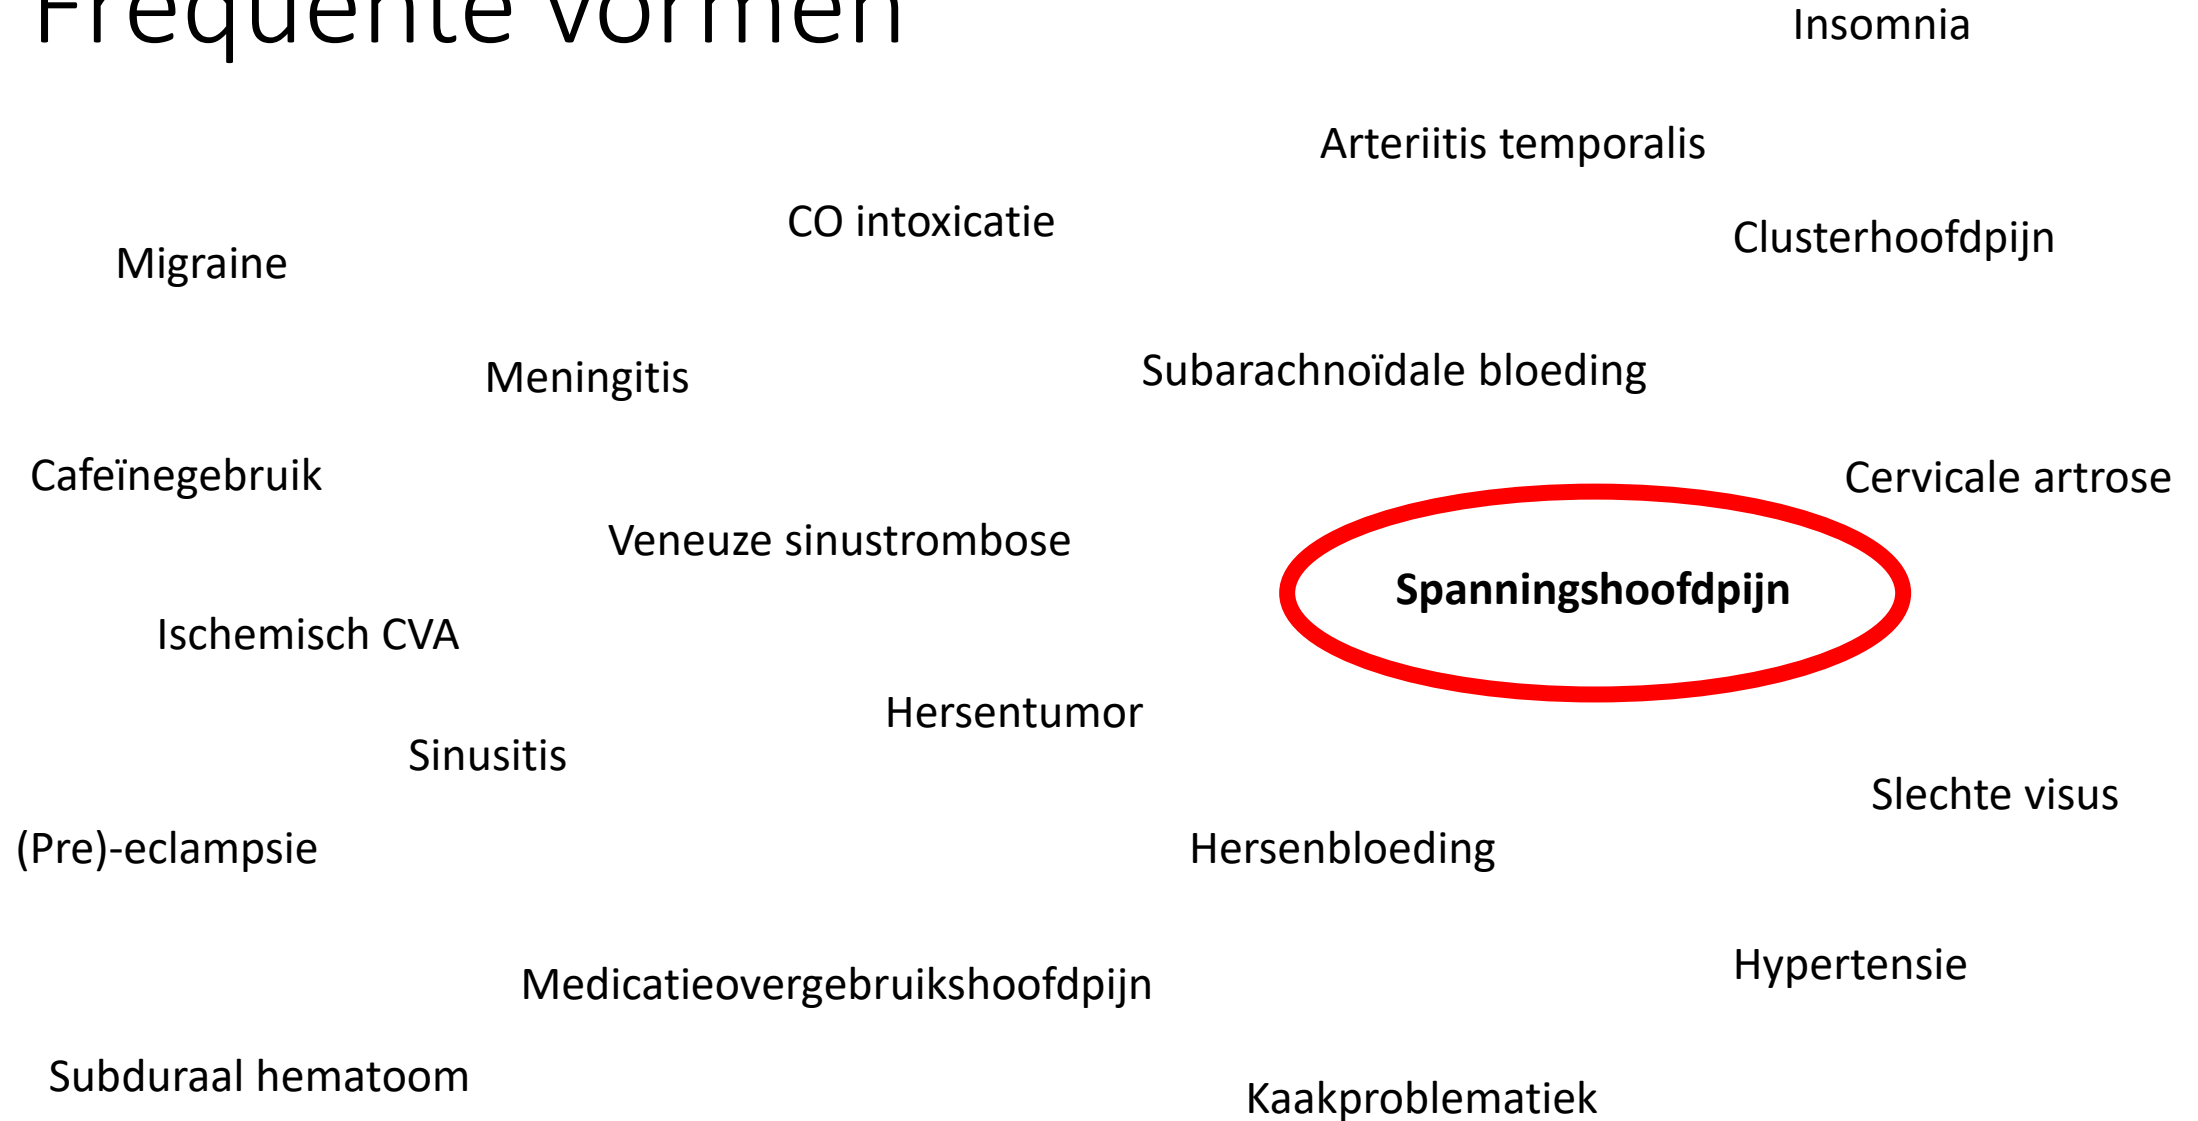 Frequente vormen
Insomnia
Arteriitis temporalis
CO intoxicatie
Clusterhoofdpijn
Migraine
Subarachnoïdale bloeding
Meningitis
Cafeïnegebruik
Cervicale artrose
Veneuze sinustrombose
Spanningshoofdpijn
Ischemisch CVA
Hersentumor
Sinusitis
Slechte visus
(Pre)-eclampsie
Hersenbloeding
Hypertensie
Medicatieovergebruikshoofdpijn
Subduraal hematoom
Kaakproblematiek